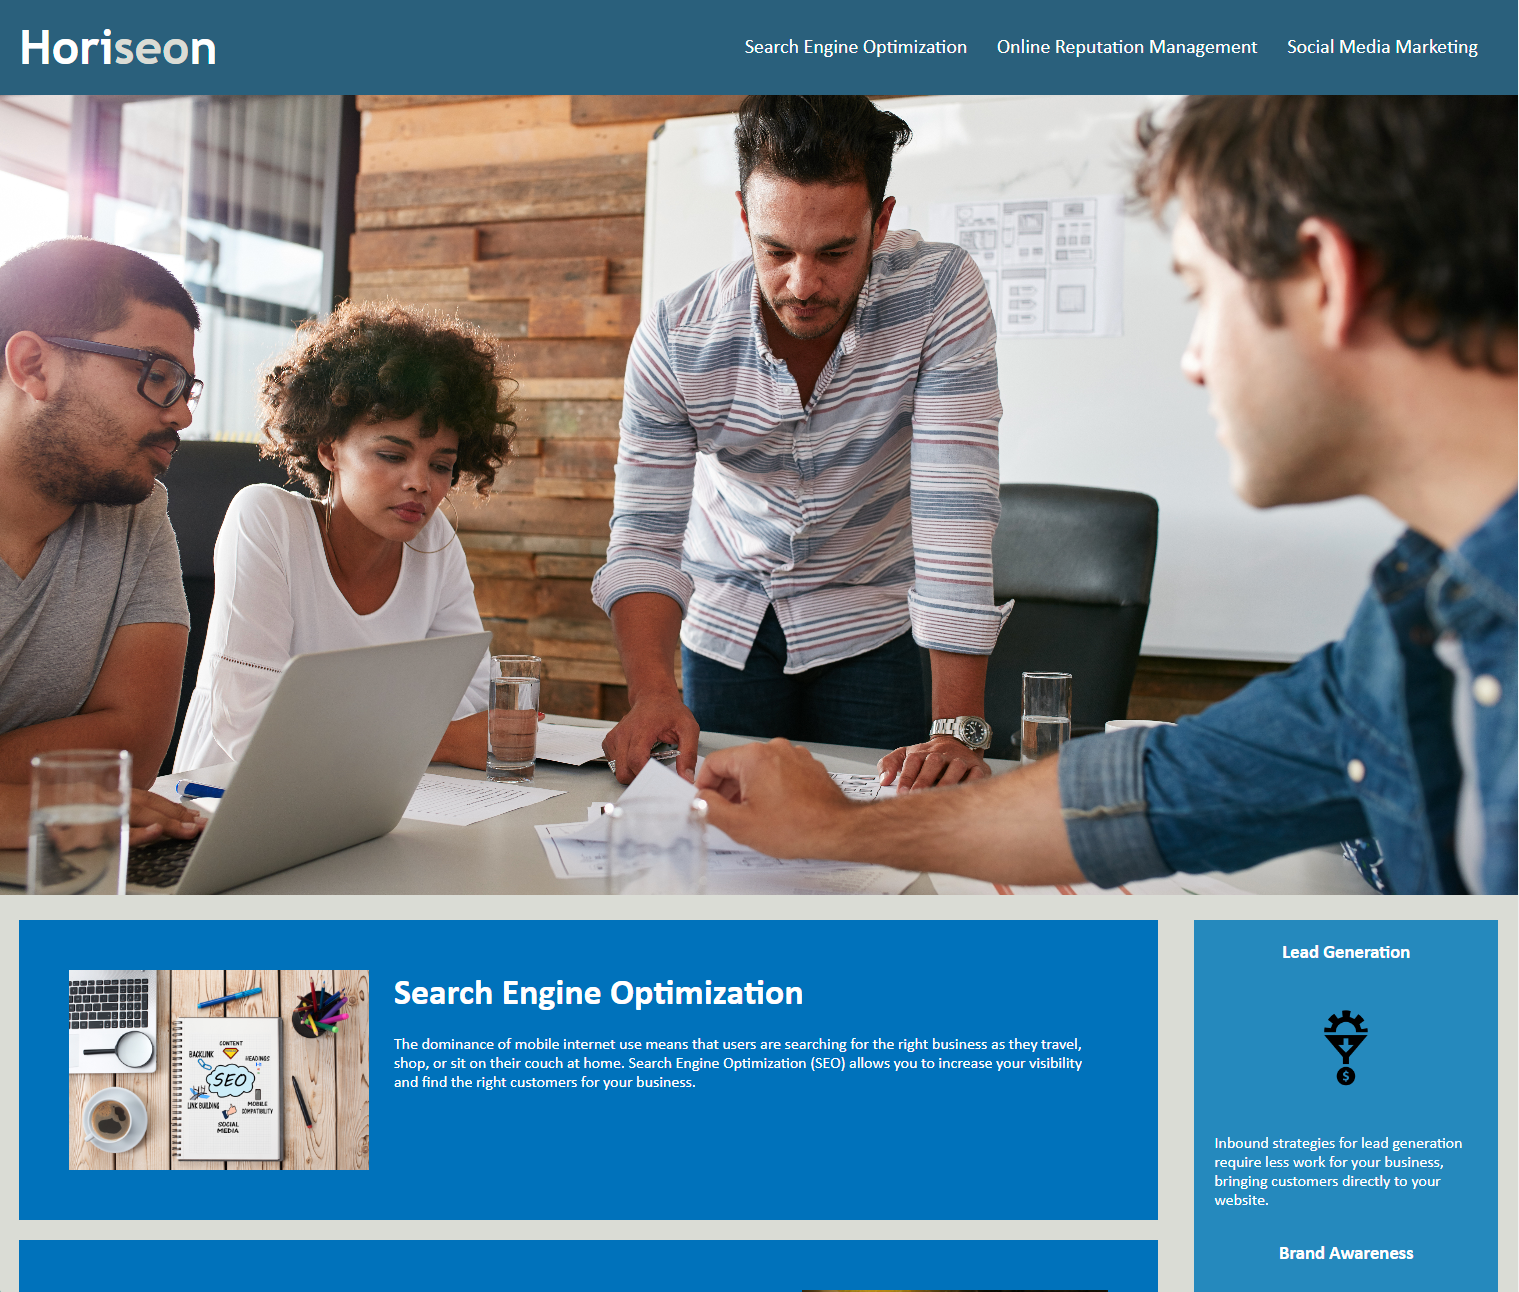 Horiseon
Search Engine Optimization
Online Reputation Management
Social Media Marketing
Search Engine Optimization
The dominance of mobile internet use means that users are searching for the right business as they travel,
shop, or sit on their couch at home. Search Engine Optimization (SEO) allows you to increase your visibility
and find the right customers for your business.
CONTENT
BACKLINK
HEADINGS
SEO
LINK BUILDING
MOBILE
COMPATIBILITY
SOCIAL
MEDIA
Lead Generation
$
Inbound strategies for lead generation
require less work for your business,
bringing customers directly to your
website.
Brand Awareness